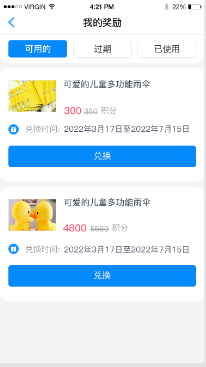 VIRGIN 4:21 PM 22%
我的奖励
可用的 过期 已使用
可爱的儿童多功能雨伞
300 350 积分
兑换时间: 2022年3月17日至2022年7月15日
兑换
可爱的儿童多功能雨伞
4800 5580 积分
兑换时间: 2022年3月17日至2022年7月15日
兑换